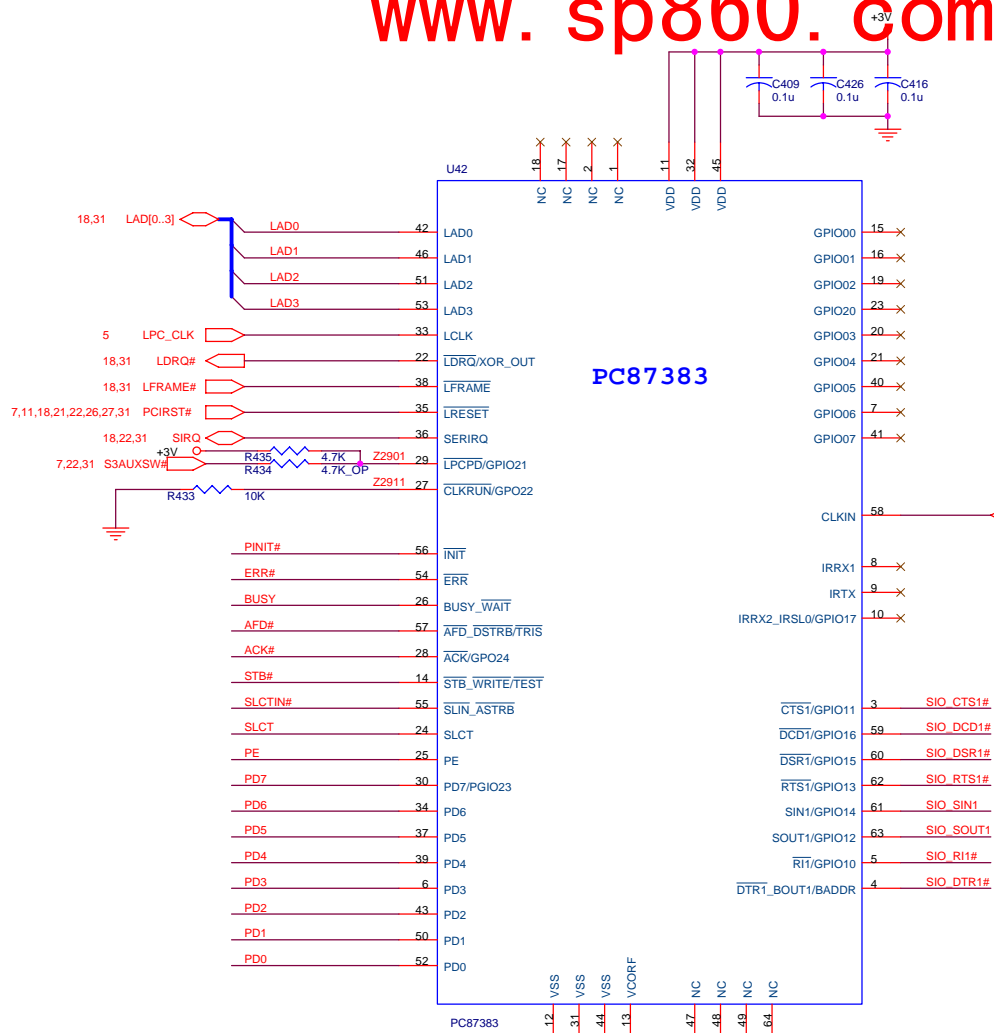 www.sp860.com
+3V
C409
0.1u
C426
0.1u
C416
0.1u
U42
18 17 2 1 11 32 45
NC NC NC NC VDD VDD VDD
18,31 LAD[0..3]
LAD0 42 LAD0
LAD1 46 LAD1
LAD2 51 LAD2
LAD3 53 LAD3
5 LPC_CLK 33 LCLK
18,31 LDRQ# 22 LDRQ/XOR_OUT
18,31 LFRAME# 38 LFRAME
7,11,18,21,22,26,27,31 PCIRST# 35 LRESET
18,22,31 SIRQ 36 SERIRQ
+3V R435 4.7K Z2901
7,22,31 S3AUXSW# R434 4.7K_OP 29 LPCPD/GPIO21
R433 10K Z2911 27 CLKRUN/GPO22
PC87383
GPIO00 15
GPIO01 16
GPIO02 19
GPIO20 23
GPIO03 20
GPIO04 21
GPIO05 40
GPIO06 7
GPIO07 41
CLKIN 58
IRRX1 8
IRTX 9
IRRX2_IRSL0/GPIO17 10
PINIT# 56 INIT
ERR# 54 ERR
BUSY 26 BUSY_WAIT
AFD# 57 AFD_DSTRB/TRIS
ACK# 28 ACK/GPO24
STB# 14 STB_WRITE/TEST
SLCTIN# 55 SLIN_ASTRB
SLCT 24 SLCT
PE 25 PE
PD7 30 PD7/PGIO23
PD6 34 PD6
PD5 37 PD5
PD4 39 PD4
PD3 6 PD3
PD2 43 PD2
PD1 50 PD1
PD0 52 PD0
CTS1/GPIO11 3 SIO_CTS1#
DCD1/GPIO16 59 SIO_DCD1#
DSR1/GPIO15 60 SIO_DSR1#
RTS1/GPIO13 62 SIO_RTS1#
SIN1/GPIO14 61 SIO_SIN1
SOUT1/GPIO12 63 SIO_SOUT1
RI1/GPIO10 5 SIO_RI1#
DTR1_BOUT1/BADDR 4 SIO_DTR1#
VSS VSS VSS VCORF NC NC NC NC
12 31 44 13 47 48 49 64
PC87383